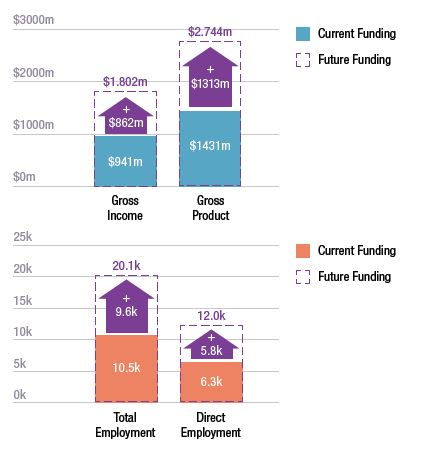 $3000m
$2.744m
Current Funding
Future Funding
$2000m
$1.802m
+
$1313m
+
$862m
$1000m
$1431m
$941m
$0m
Gross
Income
Gross
Product
25k
Current Funding
20k
20.1k
Future Funding
+
9.6k
15k
12.0k
10k
+
5.8k
10.5k
5k
6.3k
0k
Total
Employment
Direct
Employment